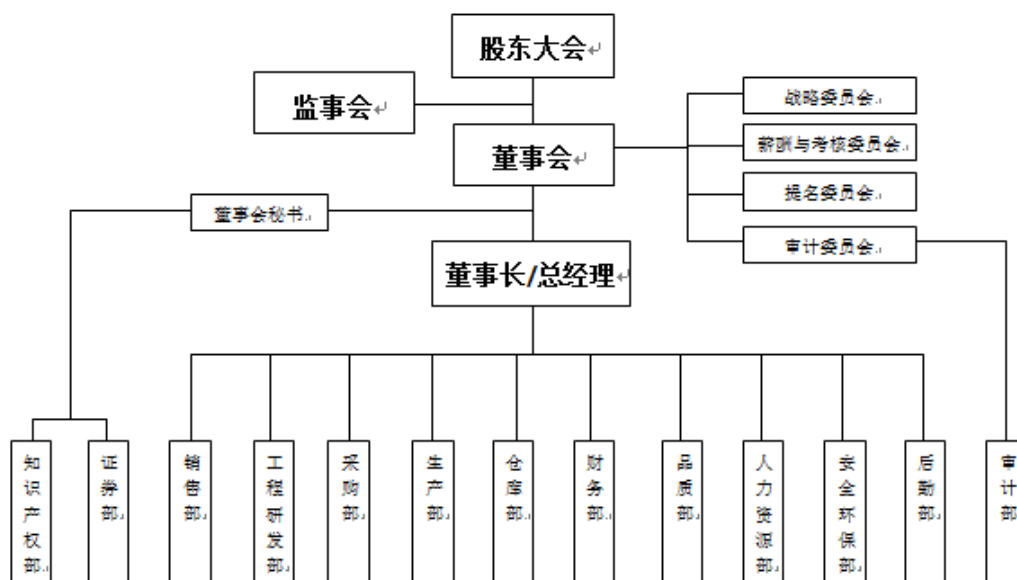 股东大会
监事会
战略委员会
董事会
薪酬与考核委员会
提名委员会
董事会秘书
审计委员会
董事长/总经理
知识产权部
证券部
销售部
工程研发部
采购部
生产部
仓库部
财务部
品质部
人力资源部
安全环保部
后勤部
审计部